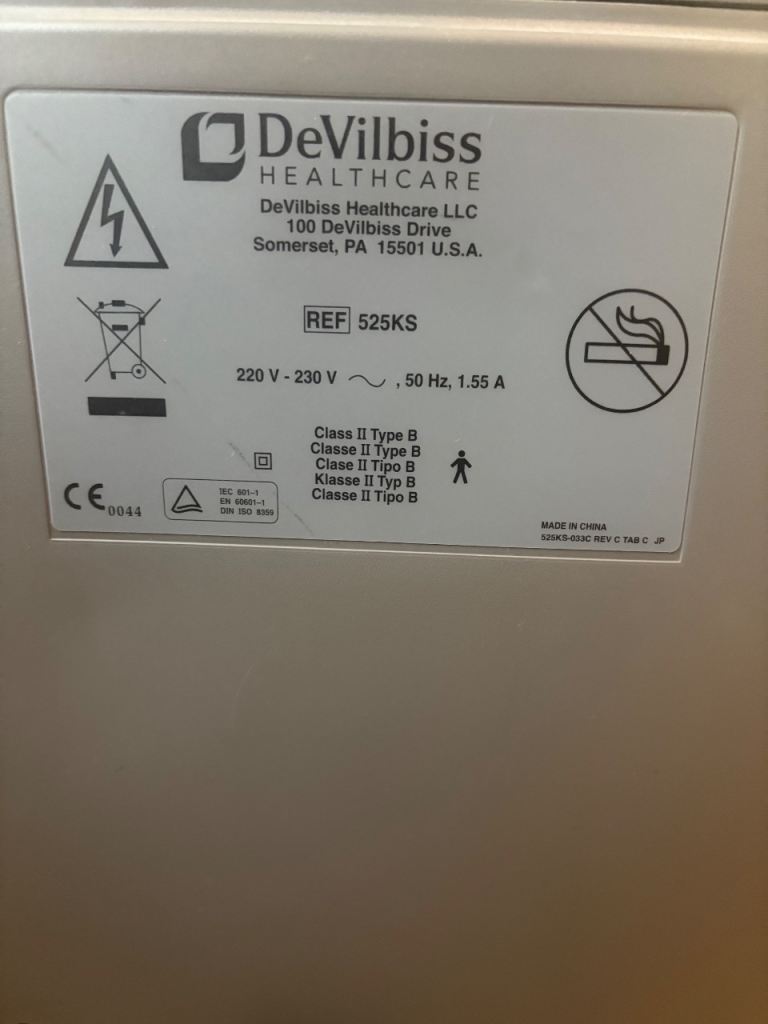 DeVilbiss
HEALTHCARE
DeVilbiss Healthcare LLC
100 DeVilbiss Drive
Somerset, PA 15501 U.S.A.
REF 525KS
220 V - 230 V ~ , 50 Hz, 1.55 A
Class II Type B
Classe II Type B
Clase II Tipo B
Klasse II Typ B
Classe II Tipo B
CE 0044
IEC 601-1
EN 60601-1
DIN ISO 8359
MADE IN CHINA
525KS-033C REV C TAB C JP